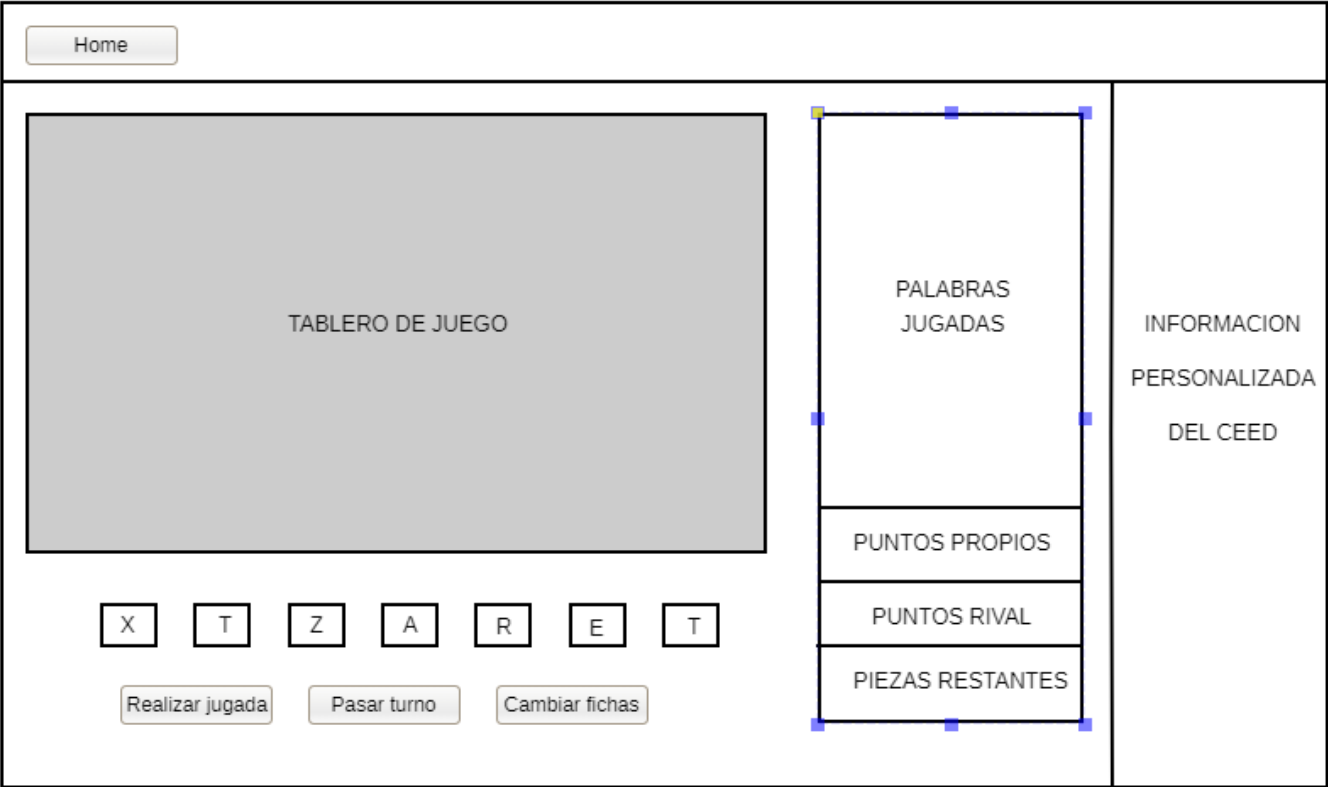 Home
TABLERO DE JUEGO
X T Z A R E T
Realizar jugada Pasar turno Cambiar fichas
PALABRAS
JUGADAS
PUNTOS PROPIOS
PUNTOS RIVAL
PIEZAS RESTANTES
INFORMACION
PERSONALIZADA
DEL CEED